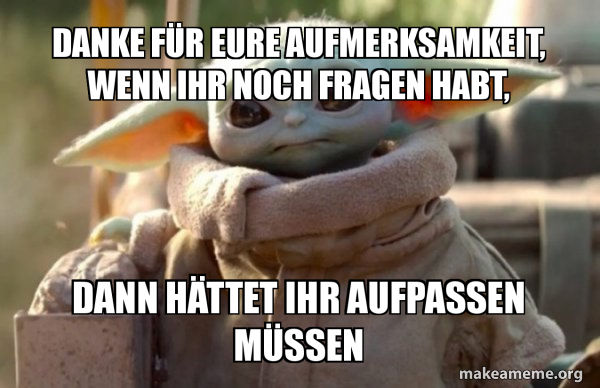 DANKE FÜR EURE AUFMERKSAMKEIT,
WENN IHR NOCH FRAGEN HABT,
DANN HÄTTET IHR AUFPASSEN
MÜSSEN
makeameme.org